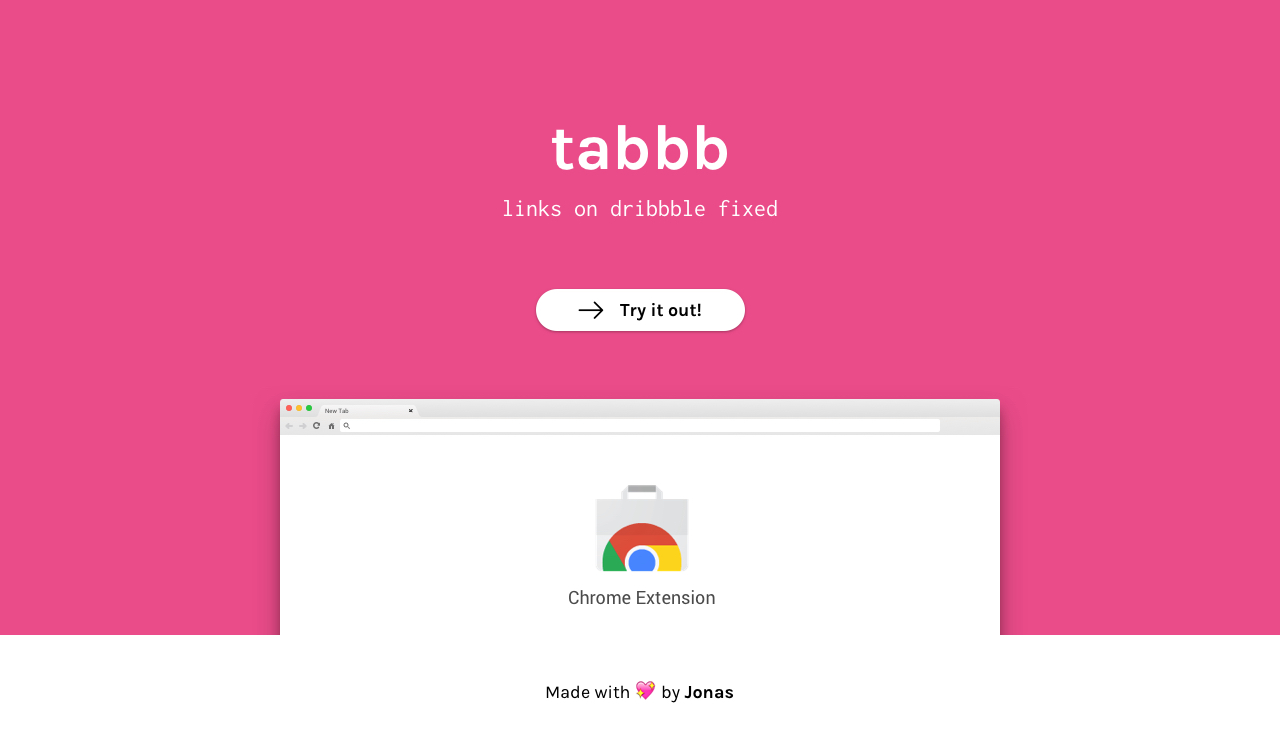 tabbb
links on dribbble fixed
Try it out!
New Tab
Chrome Extension
Made with 💖 by Jonas